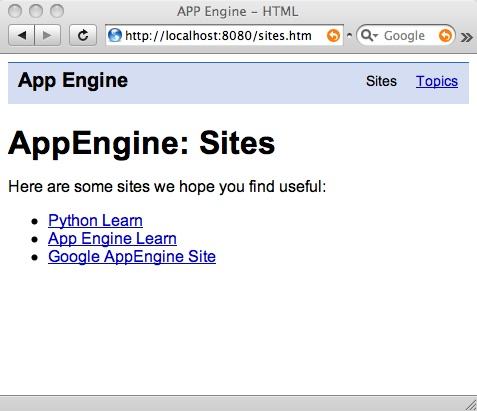 APP Engine – HTML
http://localhost:8080/sites.htm
Google
App Engine
Sites
Topics
AppEngine: Sites
Here are some sites we hope you find useful:
Python Learn
App Engine Learn
Google AppEngine Site